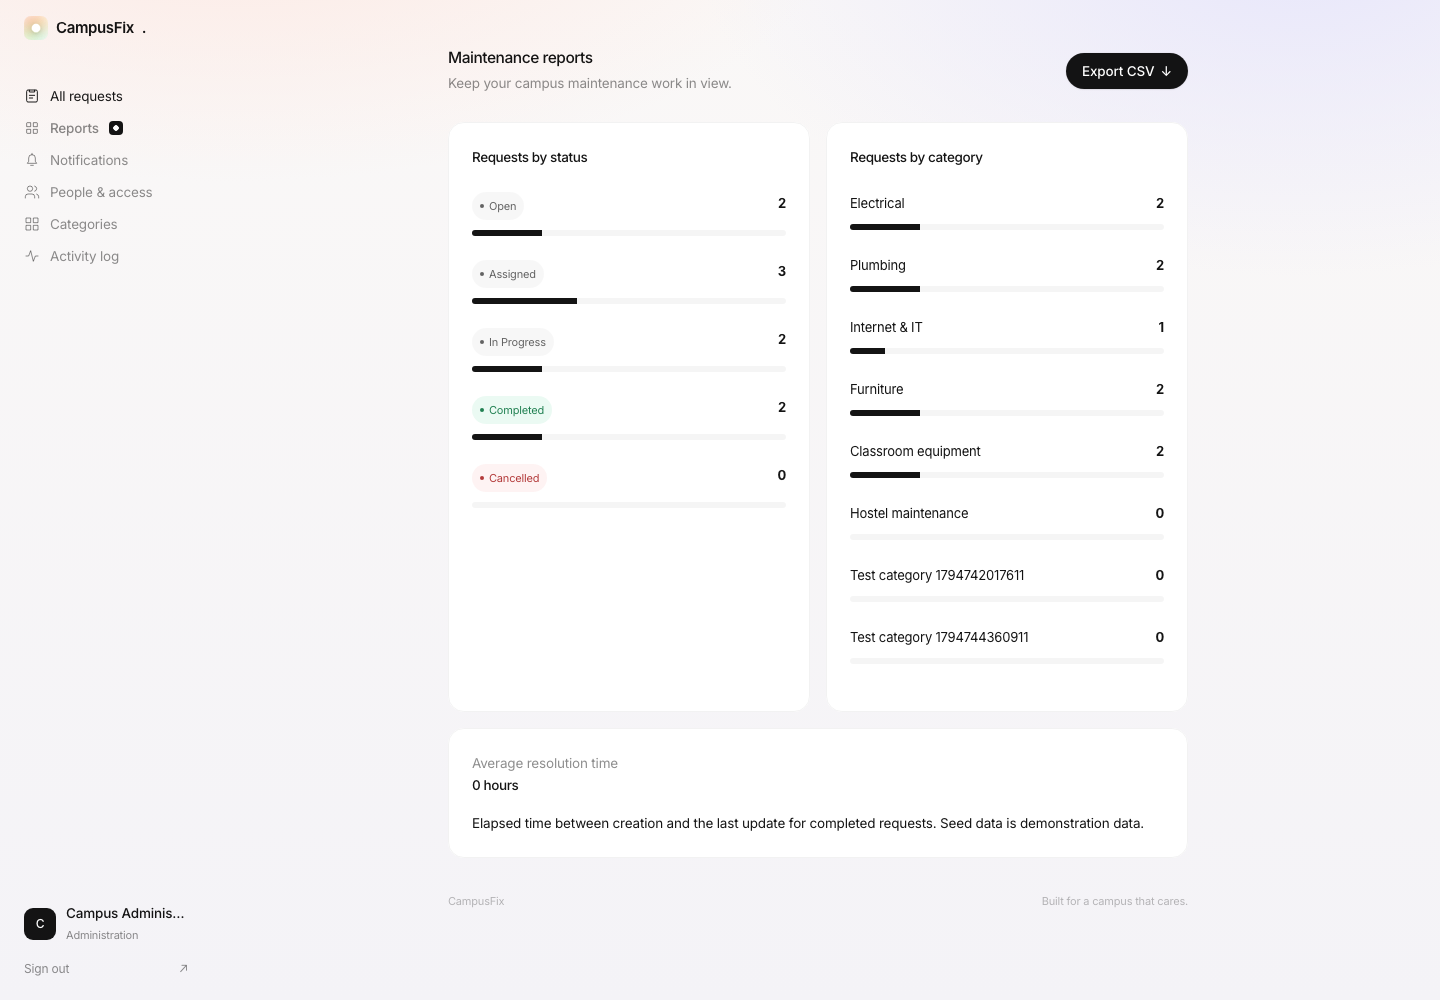 CampusFix .
All requests
Reports
Notifications
People & access
Categories
Activity log
Campus Adminis...
C
Administration
Sign out
Maintenance reports
Keep your campus maintenance work in view.
Export CSV ↓
Requests by status
Open 2
Assigned 3
In Progress 2
Completed 2
Cancelled 0
Requests by category
Electrical 2
Plumbing 2
Internet & IT 1
Furniture 2
Classroom equipment 2
Hostel maintenance 0
Test category 1794742017611 0
Test category 1794744360911 0
Average resolution time
0 hours
Elapsed time between creation and the last update for completed requests. Seed data is demonstration data.
CampusFix
Built for a campus that cares.